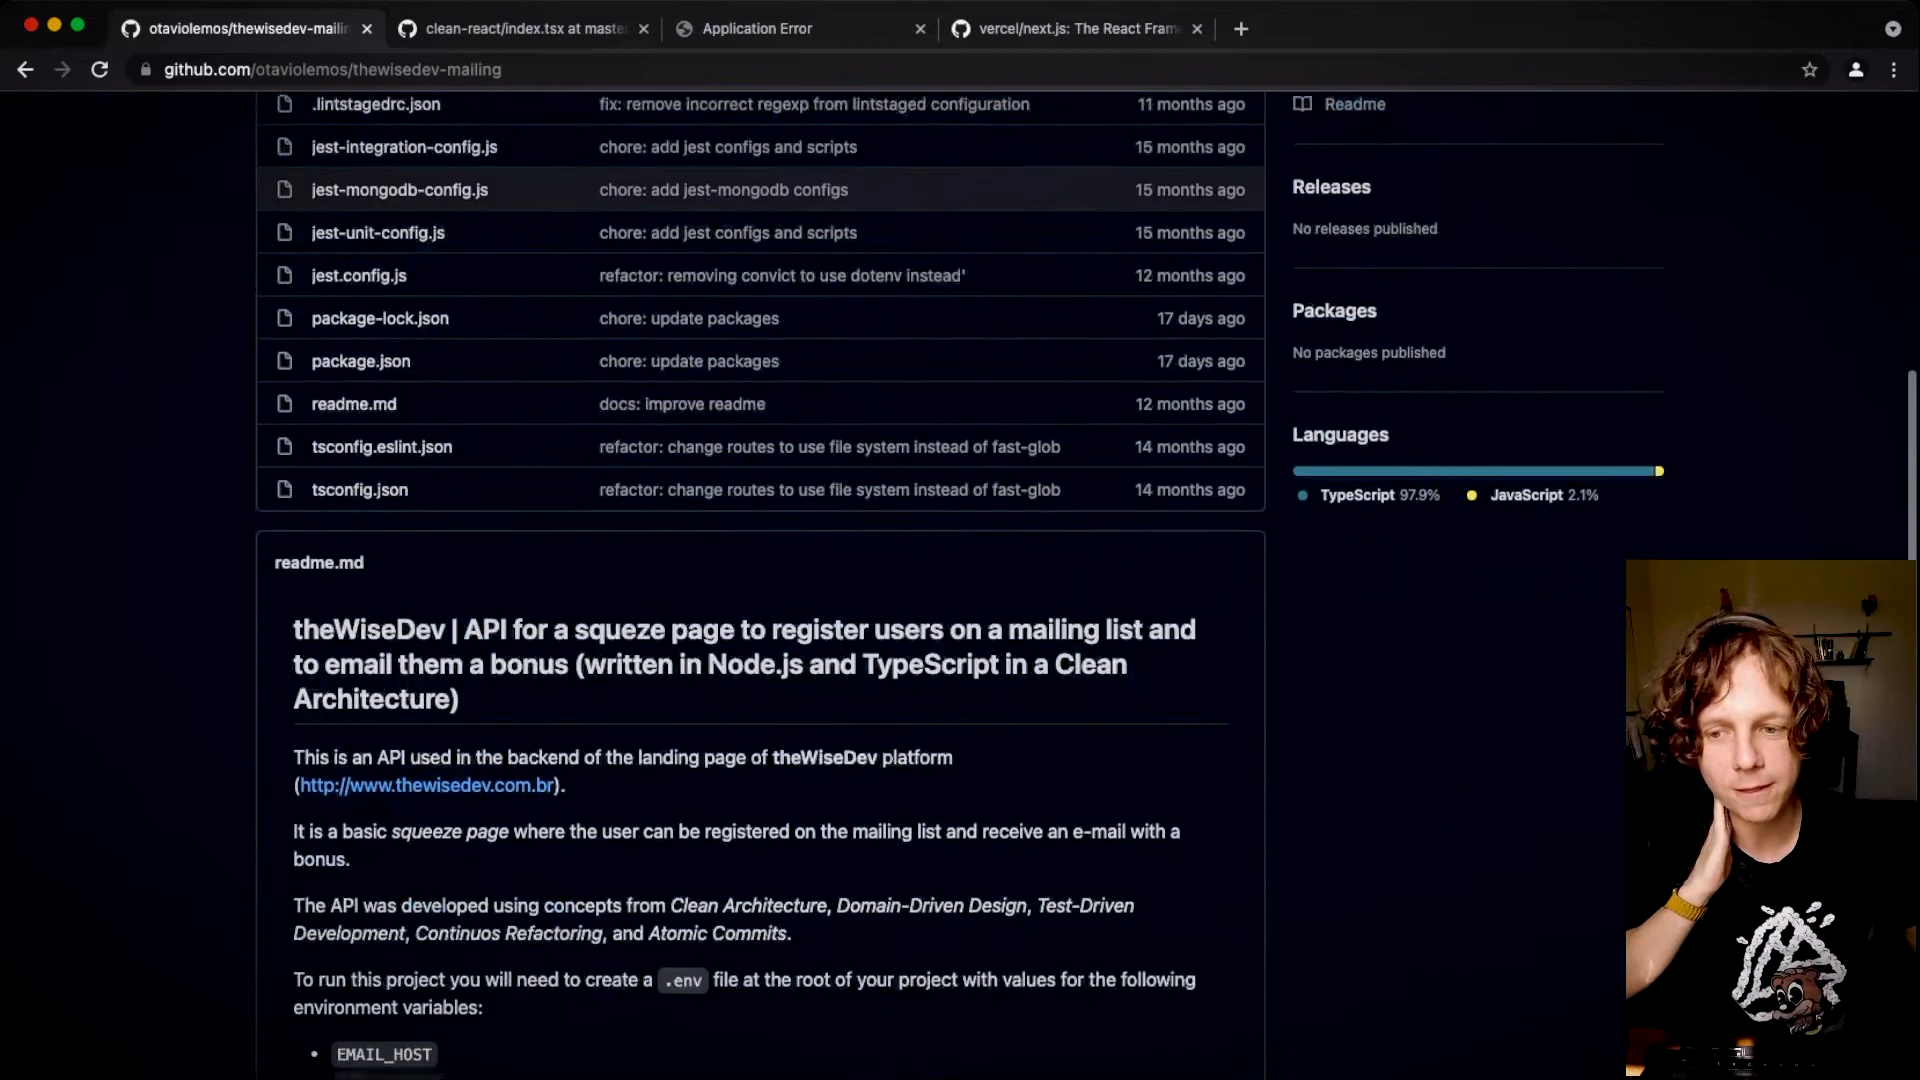 otaviolemos/thewisedev-mailin
clean-react/index.tsx at maste
Application Error
vercel/next.js: The React Fram
github.com/otaviolemos/thewisedev-mailing
.lintstagedrc.json fix: remove incorrect regexp from lintstaged configuration 11 months ago
jest-integration-config.js chore: add jest configs and scripts 15 months ago
jest-mongodb-config.js chore: add jest-mongodb configs 15 months ago
jest-unit-config.js chore: add jest configs and scripts 15 months ago
jest.config.js refactor: removing convict to use dotenv instead' 12 months ago
package-lock.json chore: update packages 17 days ago
package.json chore: update packages 17 days ago
readme.md docs: improve readme 12 months ago
tsconfig.eslint.json refactor: change routes to use file system instead of fast-glob 14 months ago
tsconfig.json refactor: change routes to use file system instead of fast-glob 14 months ago
Readme
Releases
No releases published
Packages
No packages published
Languages
TypeScript 97.9% JavaScript 2.1%
readme.md
theWiseDev | API for a squeze page to register users on a mailing list and
to email them a bonus (written in Node.js and TypeScript in a Clean
Architecture)
This is an API used in the backend of the landing page of theWiseDev platform
(http://www.thewisedev.com.br).
It is a basic squeeze page where the user can be registered on the mailing list and receive an e-mail with a
bonus.
The API was developed using concepts from Clean Architecture, Domain-Driven Design, Test-Driven
Development, Continuos Refactoring, and Atomic Commits.
To run this project you will need to create a .env file at the root of your project with values for the following
environment variables:
• EMAIL_HOST